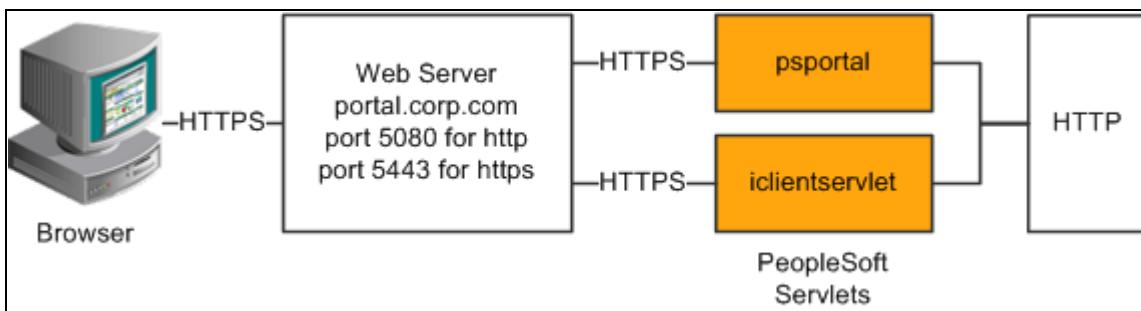 Browser
HTTPS
Web Server
portal.corp.com
port 5080 for http
port 5443 for https
HTTPS
psportal
HTTPS
iclientservlet
PeopleSoft
Servlets
HTTP